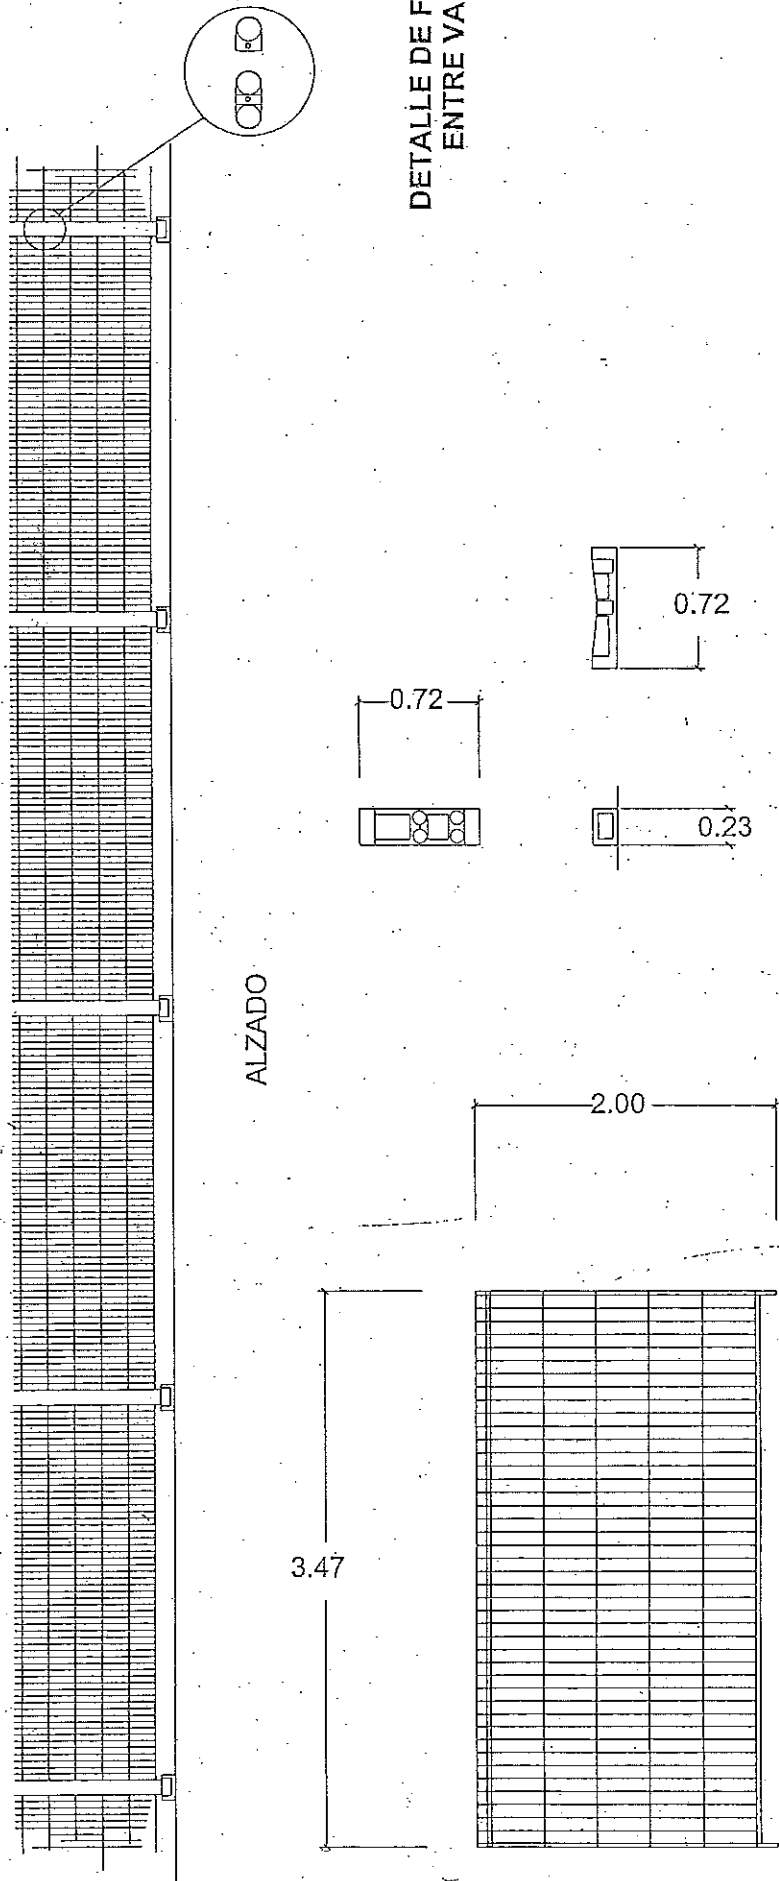 DETALLE DE F
ENTRE VA
0.72
0.72
0.23
ALZADO
2.00
3.47